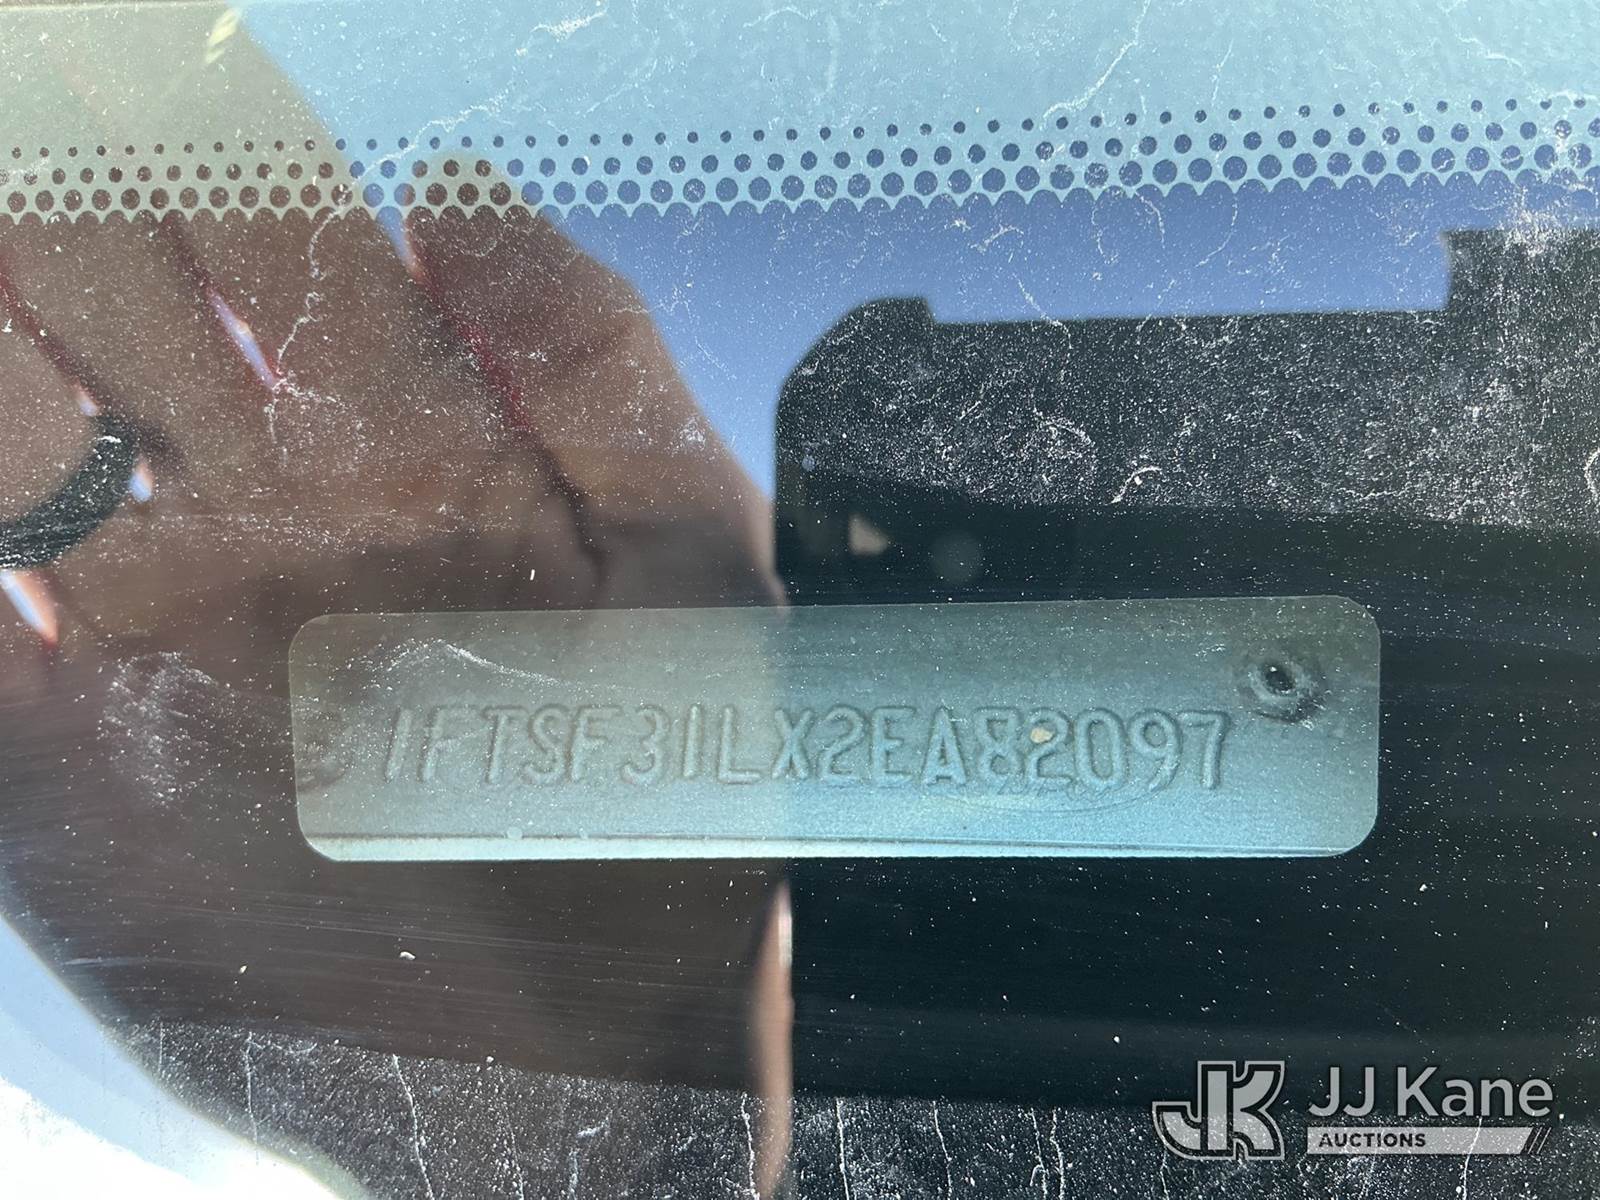 1FTSF31LX2EA82097
JJ Kane
AUCTIONS